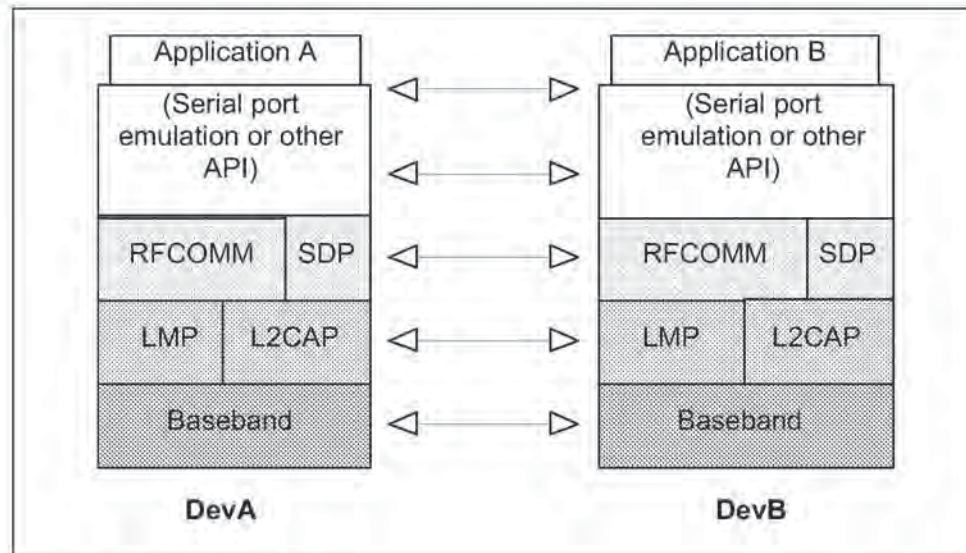 Application A
(Serial port
emulation or other
API)
RFCOMM
SDP
LMP
L2CAP
Baseband
DevA
Application B
(Serial port
emulation or other
API)
RFCOMM
SDP
LMP
L2CAP
Baseband
DevB